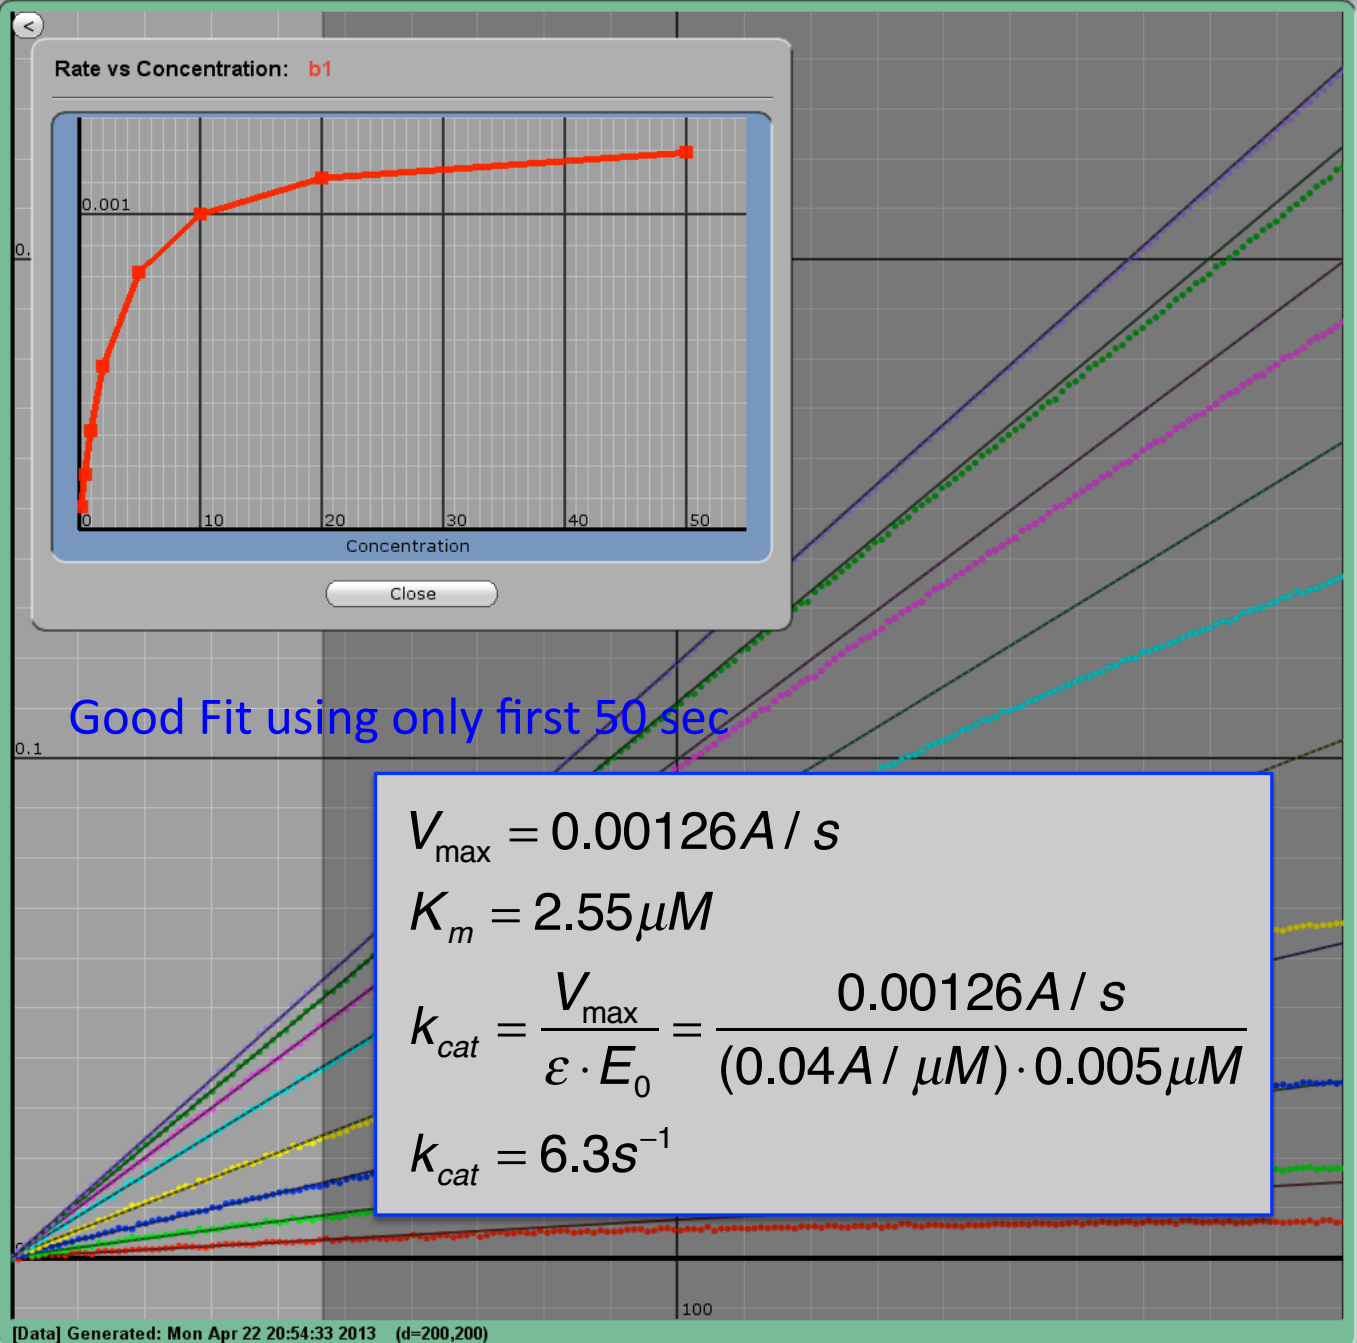 <
Rate vs Concentration: b1
0.001
0 10 20 30 40 50
Concentration
Close
0.
Good Fit using only first 50 sec
0.1
V_max = 0.00126 A / s
K_m = 2.55 μM
k_cat = V_max / (ε · E_0) = 0.00126 A / s / ((0.04 A / μM) · 0.005 μM)
k_cat = 6.3 s⁻¹
0
100
[Data] Generated: Mon Apr 22 20:54:33 2013 (d=200,200)